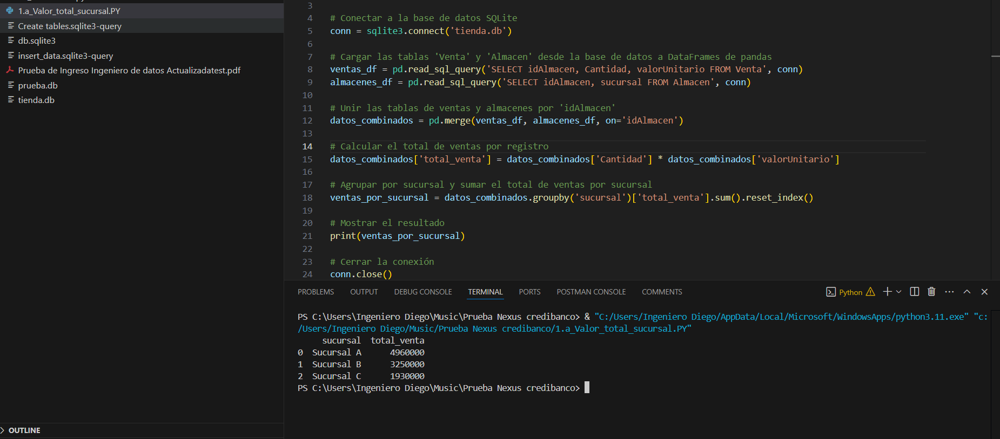 1.a_Valor_total_sucursal.PY
Create tables.sqlite3-query
db.sqlite3
insert_data.sqlite3-query
Prueba de Ingreso Ingeniero de datos Actualizadatest.pdf
prueba.db
tienda.db
OUTLINE
3
4 # Conectar a la base de datos SQLite
5 conn = sqlite3.connect('tienda.db')
6
7 # Cargar las tablas 'Venta' y 'Almacen' desde la base de datos a DataFrames de pandas
8 ventas_df = pd.read_sql_query('SELECT idAlmacen, Cantidad, valorUnitario FROM Venta', conn)
9 almacenes_df = pd.read_sql_query('SELECT idAlmacen, sucursal FROM Almacen', conn)
10
11 # Unir las tablas de ventas y almacenes por 'idAlmacen'
12 datos_combinados = pd.merge(ventas_df, almacenes_df, on='idAlmacen')
13
14 # Calcular el total de ventas por registro
15 datos_combinados['total_venta'] = datos_combinados['Cantidad'] * datos_combinados['valorUnitario']
16
17 # Agrupar por sucursal y sumar el total de ventas por sucursal
18 ventas_por_sucursal = datos_combinados.groupby('sucursal')['total_venta'].sum().reset_index()
19
20 # Mostrar el resultado
21 print(ventas_por_sucursal)
22
23 # Cerrar la conexión
24 conn.close()
PROBLEMS OUTPUT DEBUG CONSOLE TERMINAL PORTS POSTMAN CONSOLE COMMENTS Python
PS C:\Users\Ingeniero Diego\Music\Prueba Nexus credibanco> & "C:/Users/Ingeniero Diego/AppData/Local/Microsoft/WindowsApps/python3.11.exe" "c:
/Users/Ingeniero Diego/Music/Prueba Nexus credibanco/1.a_Valor_total_sucursal.PY"
sucursal total_venta
0 Sucursal A 4960000
1 Sucursal B 3250000
2 Sucursal C 1930000
PS C:\Users\Ingeniero Diego\Music\Prueba Nexus credibanco>